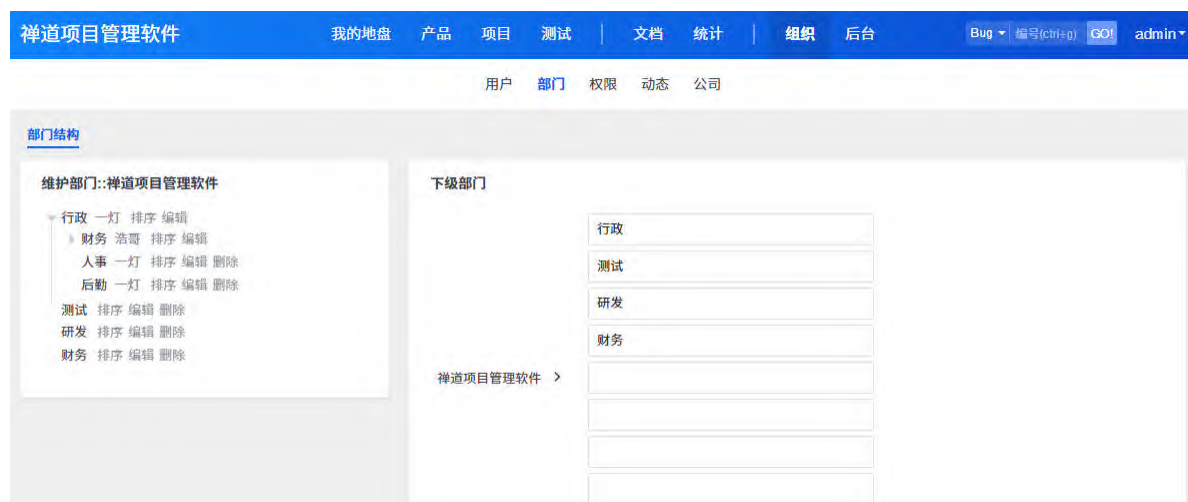 禅道项目管理软件 我的地盘 产品 项目 测试 文档 统计 组织 后台 Bug 编号(ctrl+g) GO! admin
用户 部门 权限 动态 公司
部门结构
维护部门::禅道项目管理软件
行政 一灯 排序 编辑
财务 浩哥 排序 编辑
人事 一灯 排序 编辑 删除
后勤 一灯 排序 编辑 删除
测试 排序 编辑 删除
研发 排序 编辑 删除
财务 排序 编辑 删除
下级部门
行政
测试
研发
财务
禅道项目管理软件 >